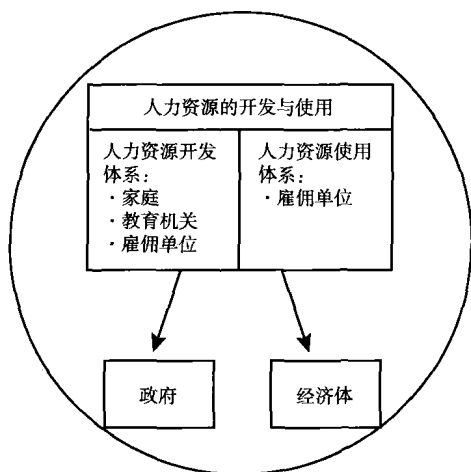 人力资源的开发与使用
人力资源开发
体系:
·家庭
·教育机关
·雇佣单位
人力资源使用
体系:
·雇佣单位
政府
经济体